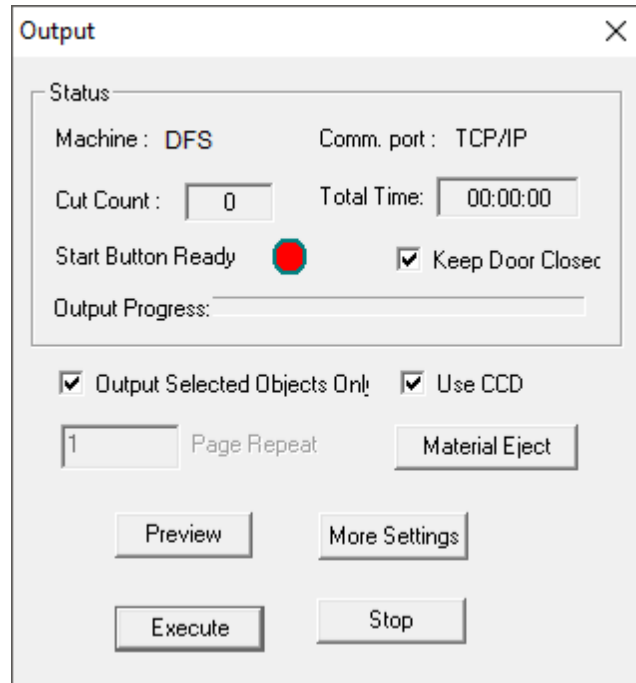 Output
Status
Machine : DFS Comm. port : TCP/IP
Cut Count : 0 Total Time: 00:00:00
Start Button Ready Keep Door Closed
Output Progress:
Output Selected Objects Only Use CCD
1 Page Repeat Material Eject
Preview More Settings
Execute Stop